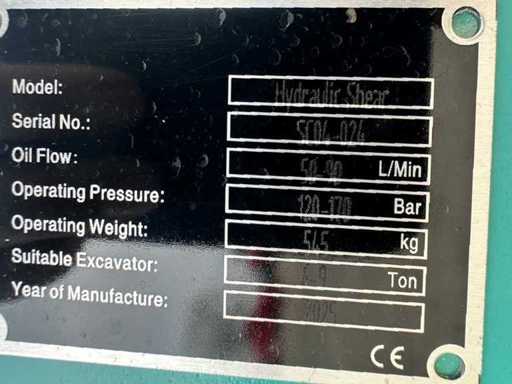 Model: Hydraulic Shear
Serial No.: SC04-024
Oil Flow: 50-90 L/Min
Operating Pressure: 120-170 Bar
Operating Weight: 545 kg
Suitable Excavator: Ton
Year of Manufacture: 2025
CE